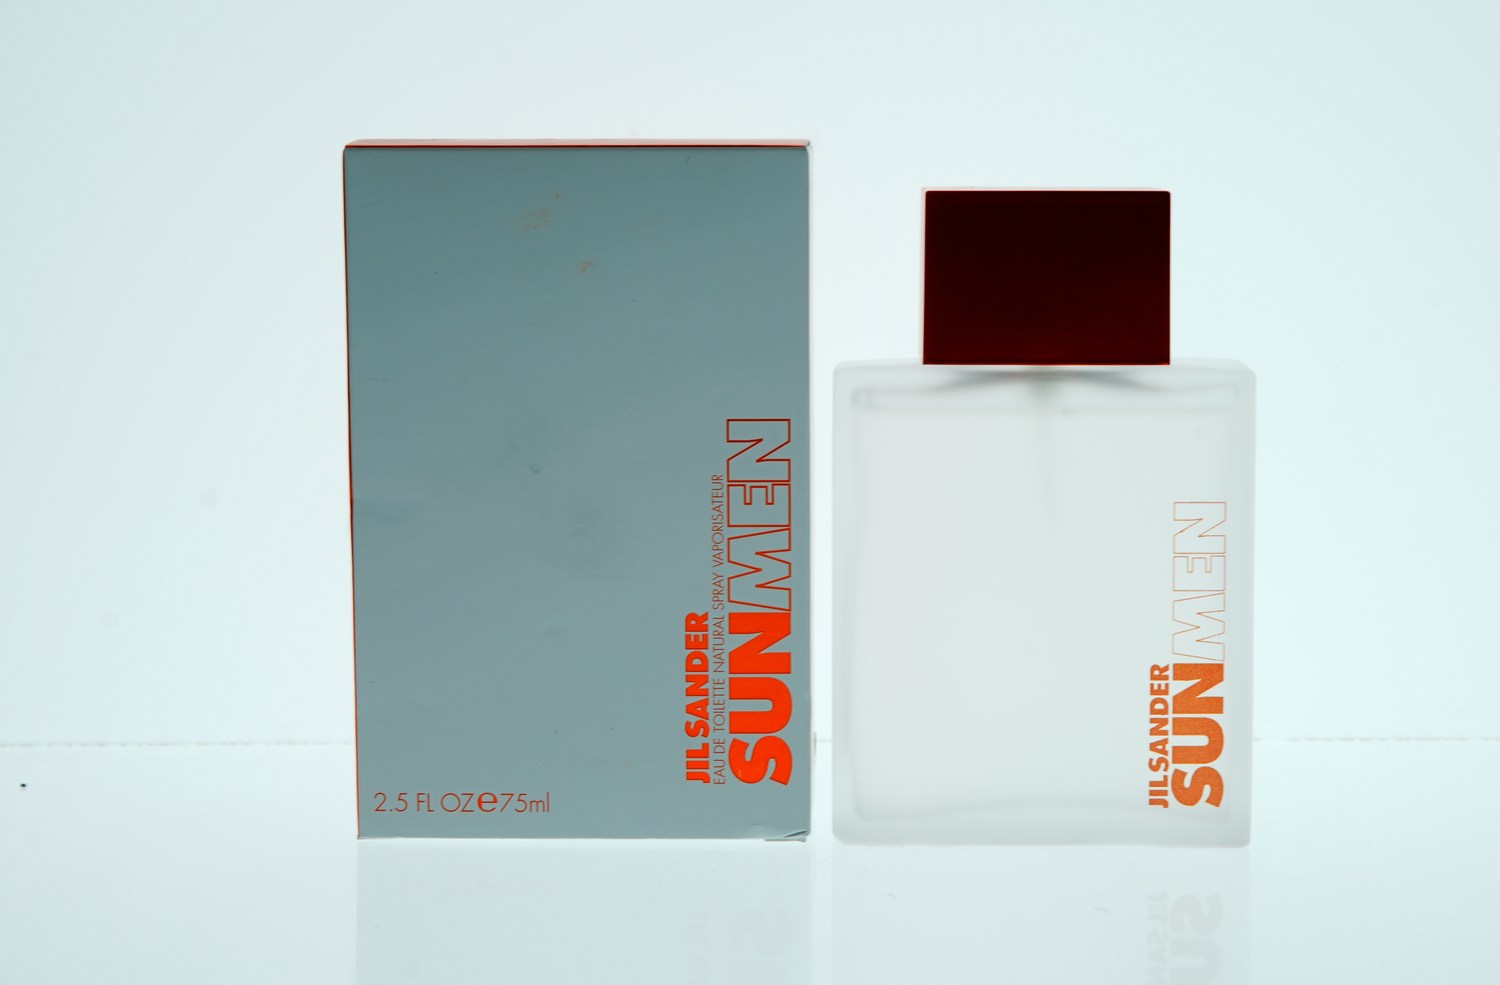 JIL SANDER
EAU DE TOILETTE NATURAL SPRAY VAPORISATEUR
SUNMEN
2.5 FL OZ e 75ml
JIL SANDER
SUNMEN